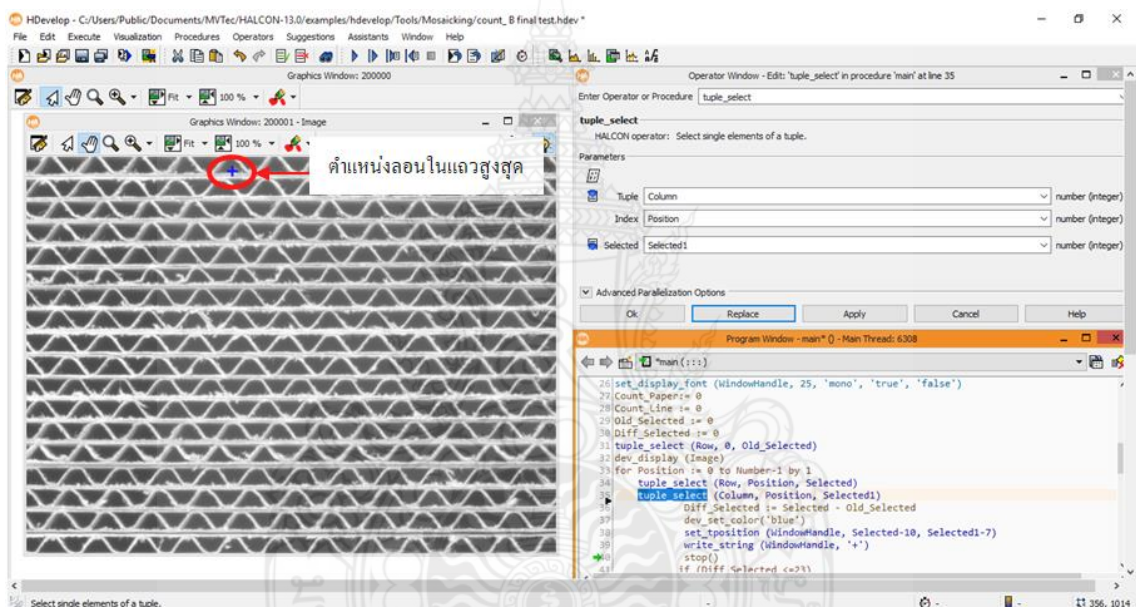 HDevelop - C:/Users/Public/Documents/MVTec/HALCON-13.0/examples/hdevelop/Tools/Mosaicking/count_ B final test.hdev *
File Edit Execute Visualization Procedures Operators Suggestions Assistants Window Help
Graphics Window: 200000
Fit 100 %
Graphics Window: 200001 - Image
Fit 100 %
ตำแหน่งลอนในแถวสูงสุด
Operator Window - Edit: 'tuple_select' in procedure 'main' at line 35
Enter Operator or Procedure tuple_select
tuple_select
HALCON operator: Select single elements of a tuple.
Parameters
Tuple Column number (integer)
Index Position number (integer)
Selected Selected1 number (integer)
Advanced Parallelization Options
Ok Replace Apply Cancel Help
Program Window - main* () - Main Thread: 6308
*main (:::)
26 set_display_font (WindowHandle, 25, 'mono', 'true', 'false')
27 Count_Paper:= 0
28 Count_Line := 0
29 Old_Selected := 0
30 Diff_Selected := 0
31 tuple_select (Row, 0, Old_Selected)
32 dev_display (Image)
33 for Position := 0 to Number-1 by 1
34 tuple_select (Row, Position, Selected)
35 tuple_select (Column, Position, Selected1)
36 Diff_Selected := Selected - Old_Selected
37 dev_set_color('blue')
38 set_tposition (WindowHandle, Selected-10, Selected1-7)
39 write_string (WindowHandle, '+')
40 stop()
41 if (Diff_Selected <=23)
Select single elements of a tuple.
- - 356, 1014